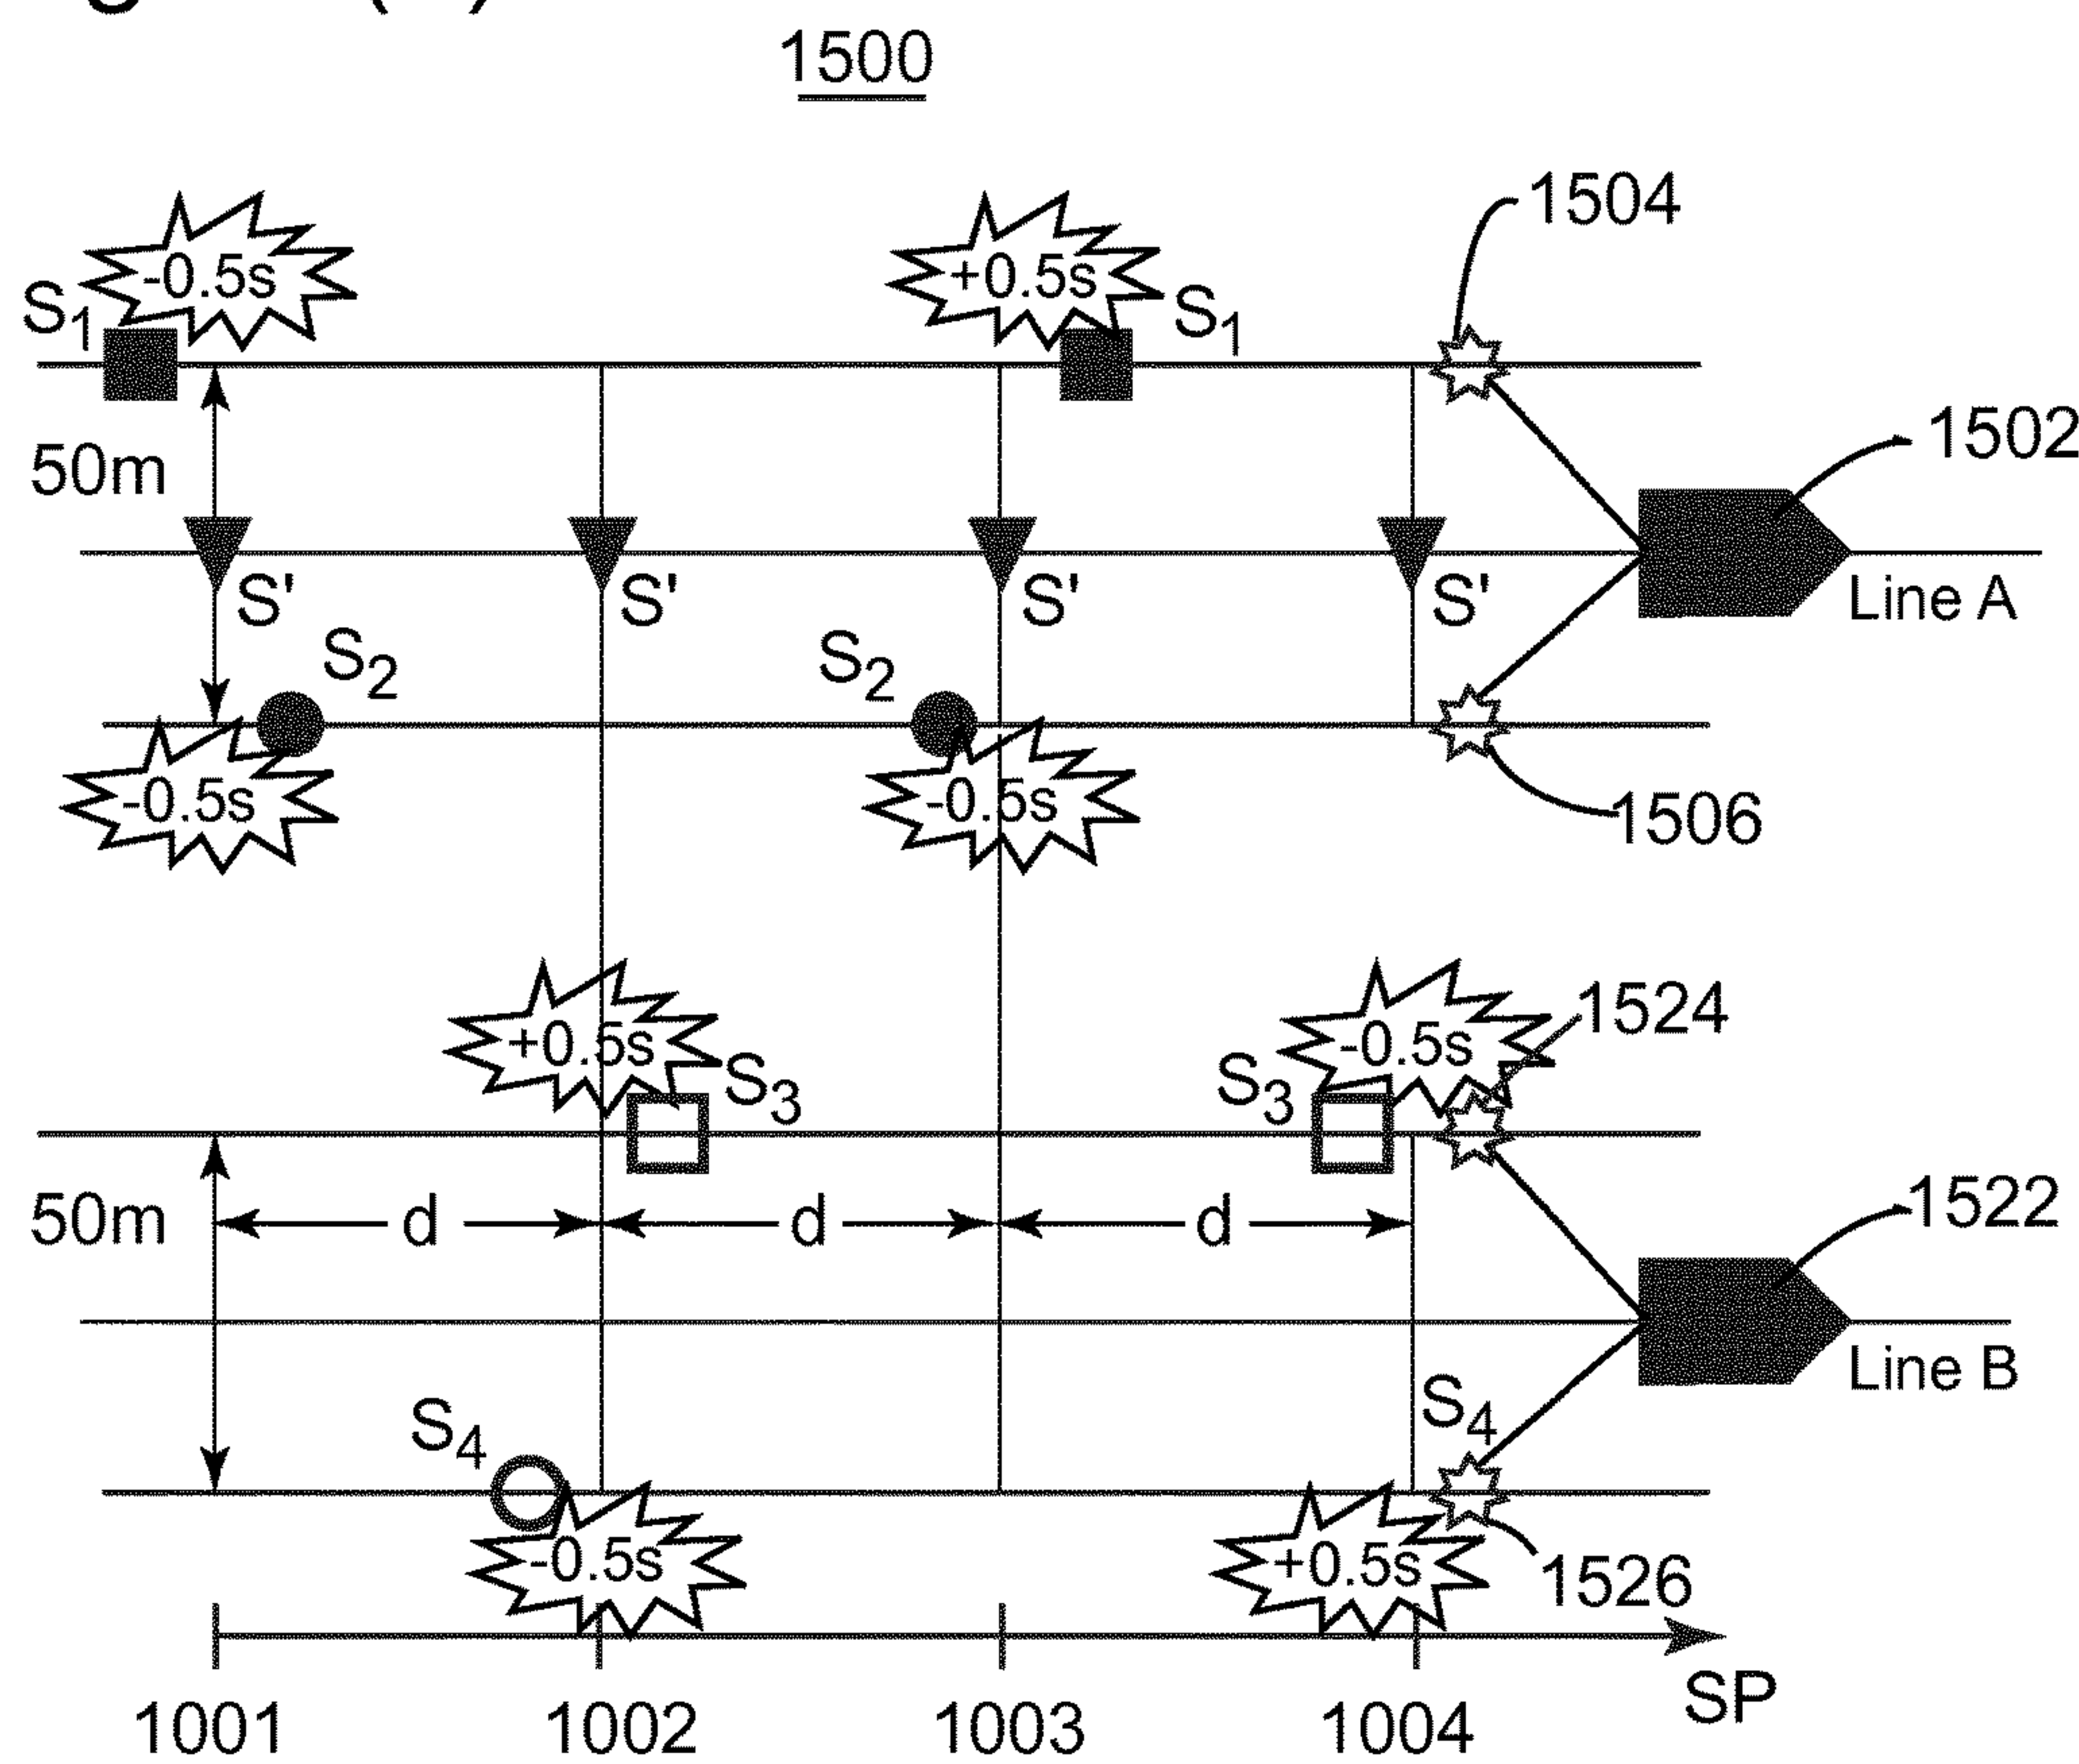 1500
1504
-0.5s
+0.5s
S1
S1
1502
50m
S' S' S' S'
Line A
S2 S2
-0.5s -0.5s
1506
+0.5s -0.5s
1524
S3 S3
50m
d d d
1522
Line B
S4 S4
-0.5s +0.5s
1526
1001 1002 1003 1004
SP